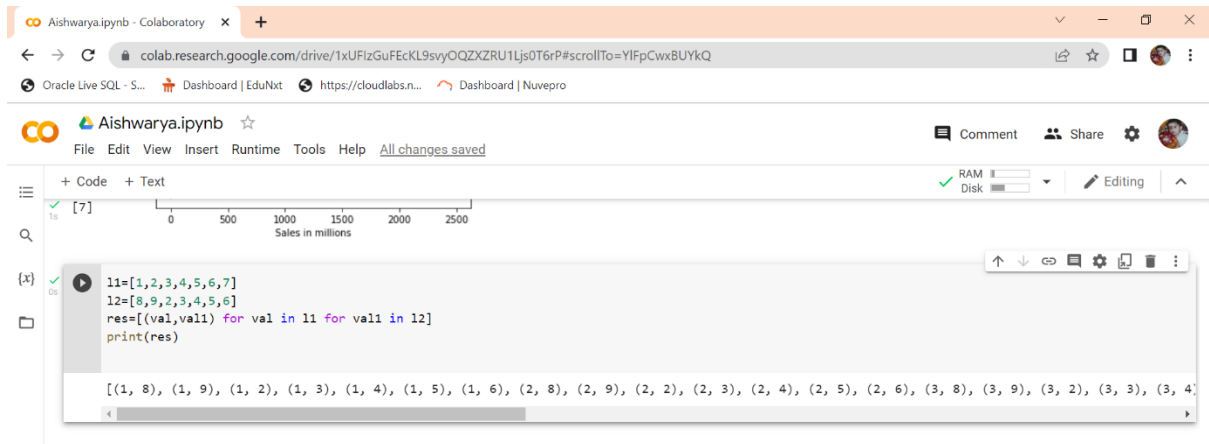 Aishwarya.ipynb - Colaboratory
colab.research.google.com/drive/1xUFIzGuFEcKL9svyOQZXZRU1Ljs0T6rP#scrollTo=YlFpCwxBUYkQ
Oracle Live SQL - S... Dashboard | EduNxt https://cloudlabs.n... Dashboard | Nuvepro
Aishwarya.ipynb
Comment Share
File Edit View Insert Runtime Tools Help All changes saved
+ Code + Text
RAM
Disk
Editing
1s
[7]
0 500 1000 1500 2000 2500
Sales in millions
{x}
0s
l1=[1,2,3,4,5,6,7]
l2=[8,9,2,3,4,5,6]
res=[(val,val1) for val in l1 for val1 in l2]
print(res)
[(1, 8), (1, 9), (1, 2), (1, 3), (1, 4), (1, 5), (1, 6), (2, 8), (2, 9), (2, 2), (2, 3), (2, 4), (2, 5), (2, 6), (3, 8), (3, 9), (3, 2), (3, 3), (3, 4)